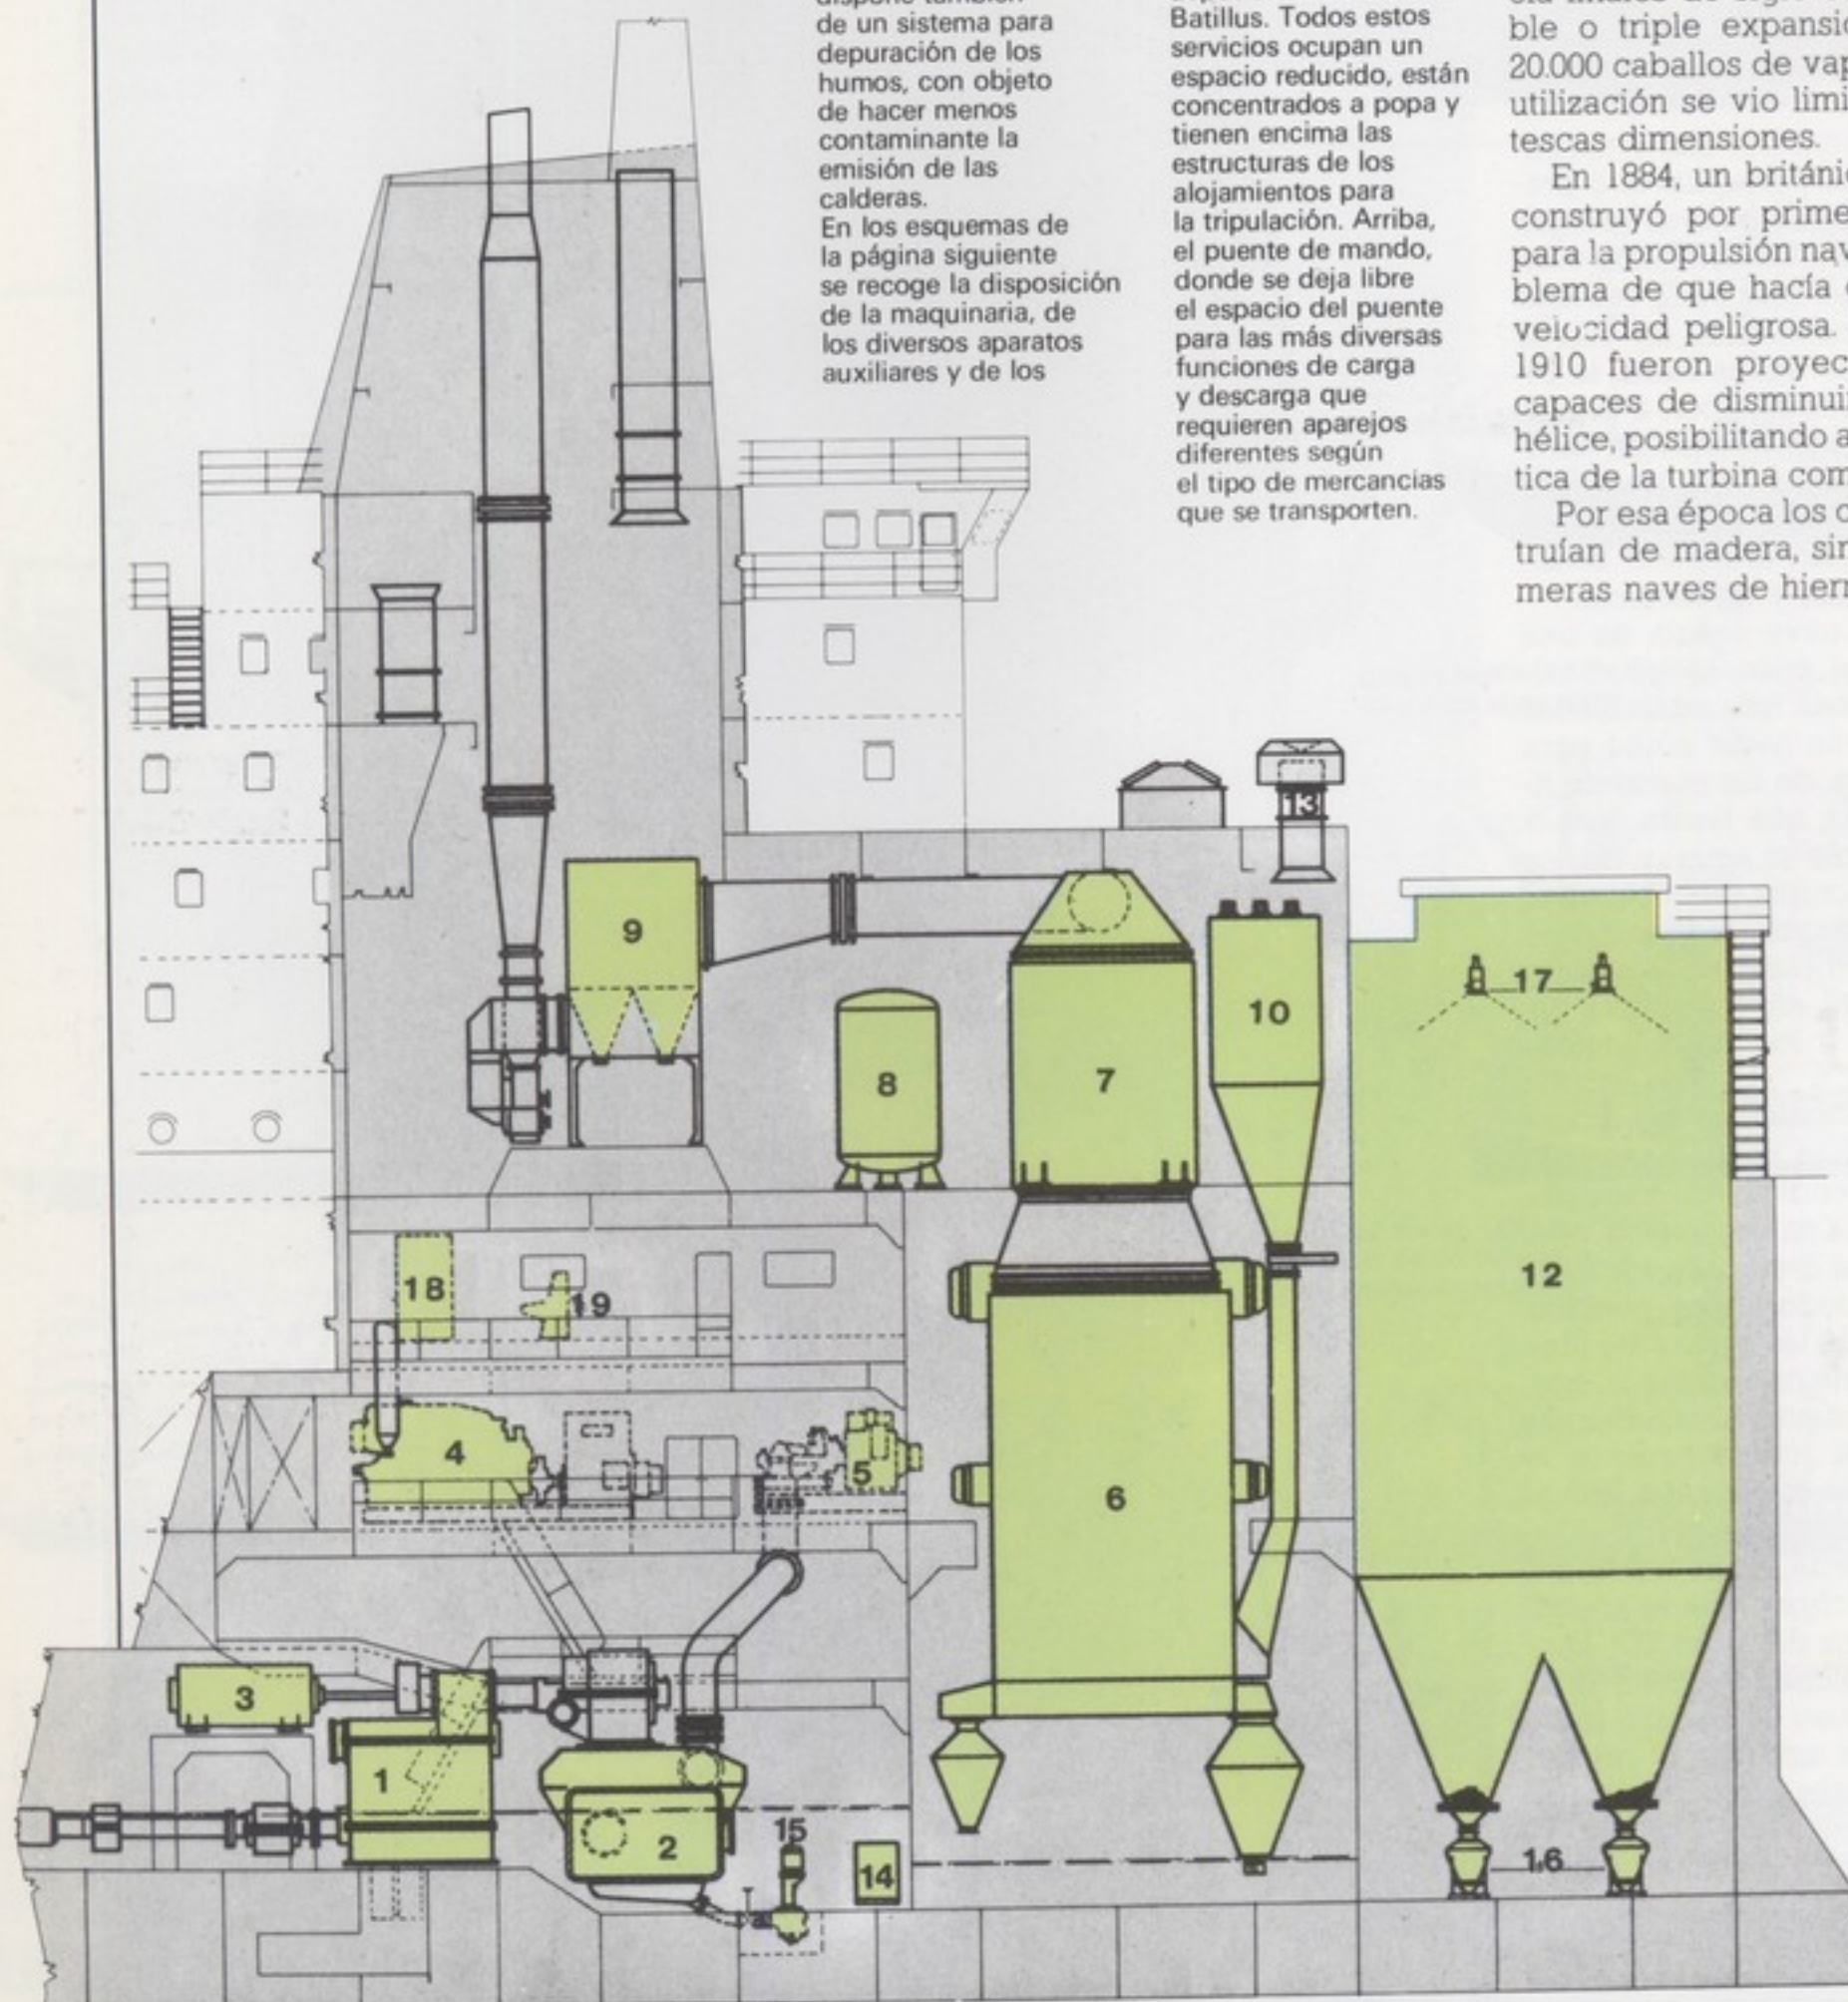 de un sistema para
depuración de los
humos, con objeto
de hacer menos
contaminante la
emisión de las
calderas.
En los esquemas de
la página siguiente
se recoge la disposición
de la maquinaria, de
los diversos aparatos
auxiliares y de los
Batillus. Todos estos
servicios ocupan un
espacio reducido, están
concentrados a popa y
tienen encima las
estructuras de los
alojamientos para
la tripulación. Arriba,
el puente de mando,
donde se deja libre
el espacio del puente
para las más diversas
funciones de carga
y descarga que
requieren aparejos
diferentes según
el tipo de mercancías
que se transporten.
ble o triple expansi
20.000 caballos de va
utilización se vio limi
tescas dimensiones.
En 1884, un britání
construyó por prime
para la propulsión nav
blema de que hacía
velocidad peligrosa.
1910 fueron proyec
capaces de disminui
hélice, posibilitando a
tica de la turbina com
Por esa época los
truían de madera, sin
meras naves de hier
13
9
17
10
8
7
12
18
19
4
5
6
3
1
15
2
14
16